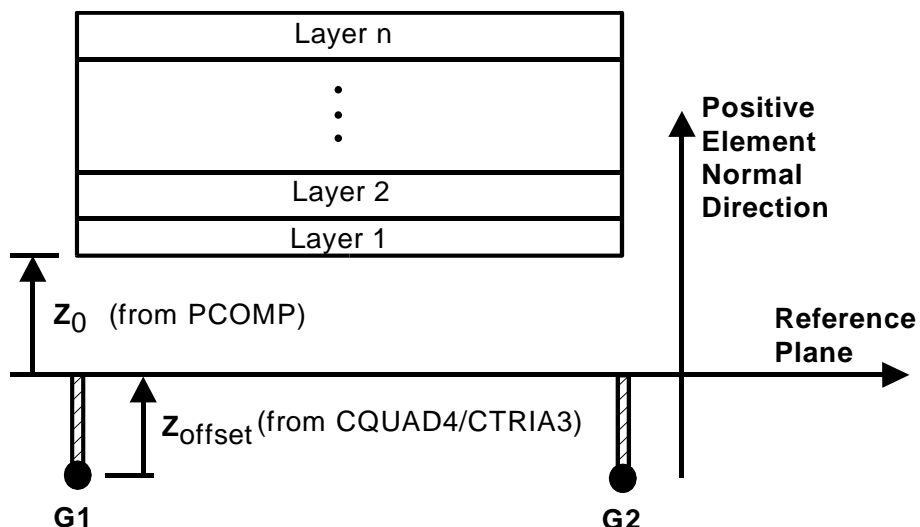 Layer n
Positive
Element
Normal
Direction
Layer 2
Layer 1
Z0 (from PCOMP)
Reference
Plane
Zoffset (from CQUAD4/CTRIA3)
G1
G2